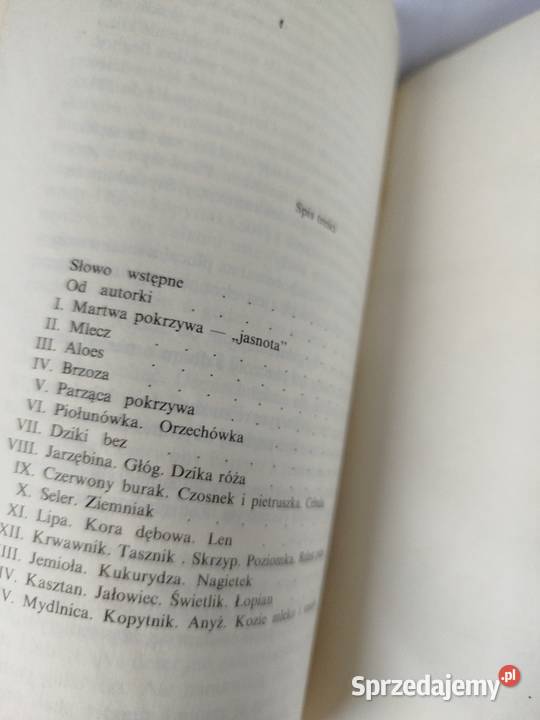 Spis treści
Słowo wstępne
Od autorki
I. Martwa pokrzywa — „jasnota”
II. Mlecz
III. Aloes
IV. Brzoza
V. Parząca pokrzywa
VI. Piołunówka. Orzechówka
VII. Dziki bez
VIII. Jarzębina. Głóg. Dzika róża
IX. Czerwony burak. Czosnek i pietruszka. Cebula
X. Seler. Ziemniak
XI. Lipa. Kora dębowa. Len
XII. Krwawnik. Tasznik . Skrzyp. Poziomka.
III. Jemioła. Kukurydza. Nagietek
IV. Kasztan. Jałowiec. Świetlik. Łopian
V. Mydlnica. Kopytnik. Anyż. Kozie mleko i
Sprzedajemy.pl